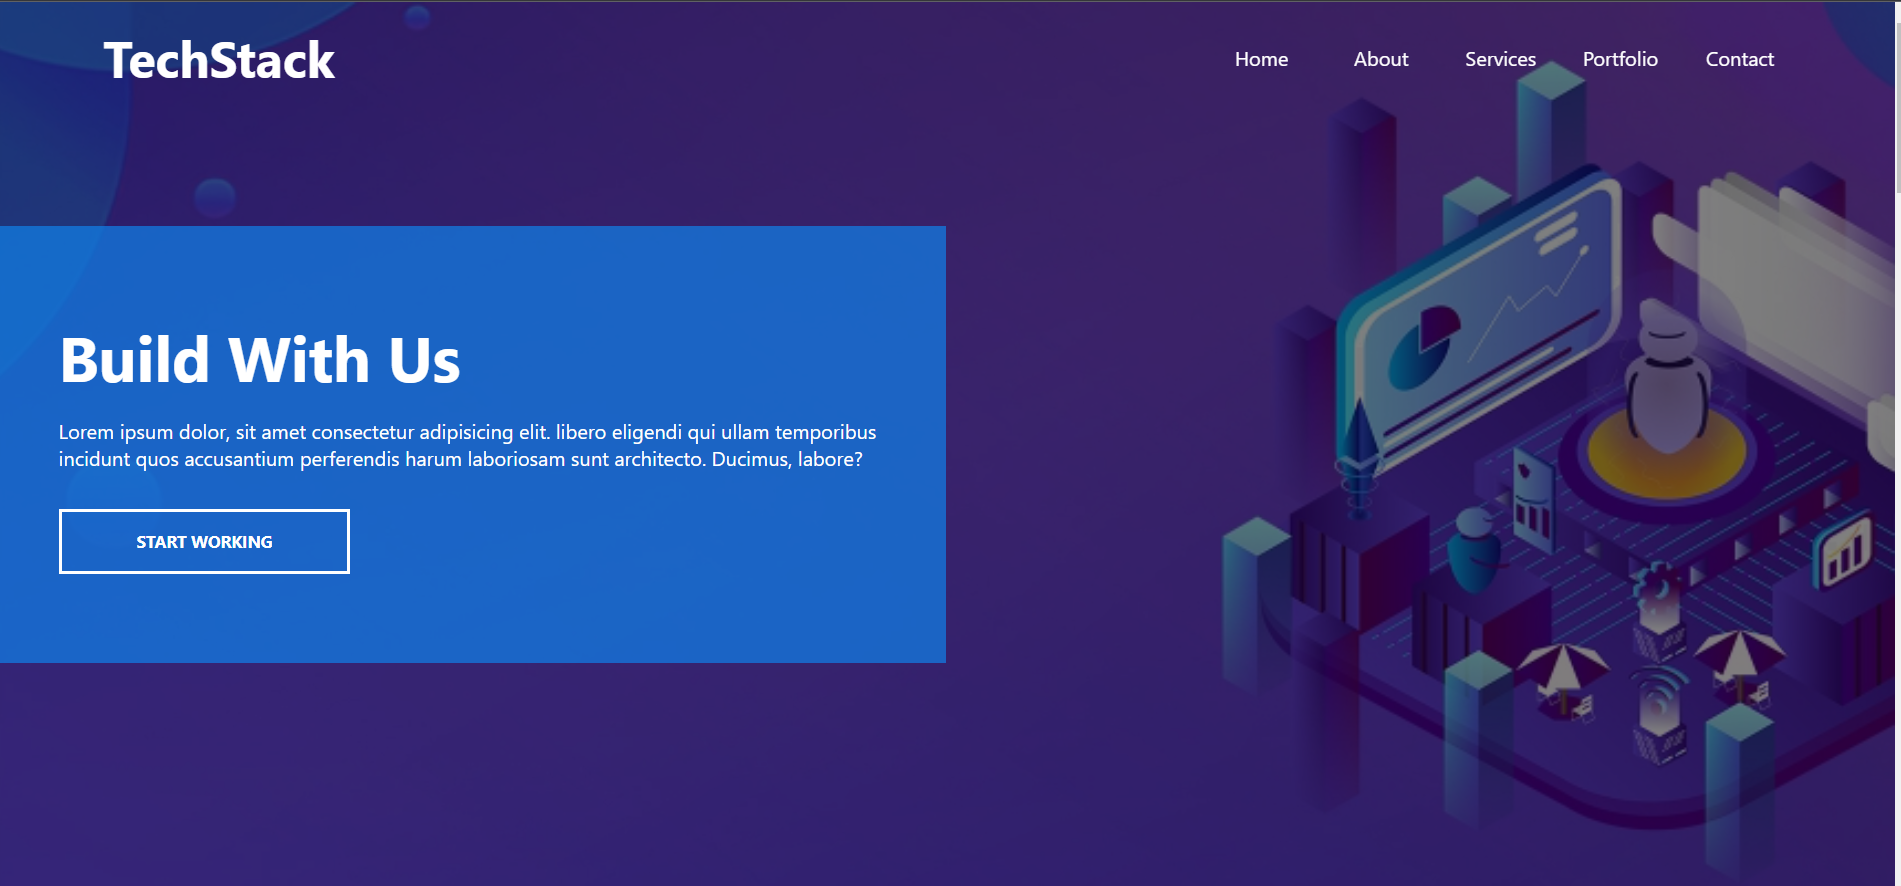 TechStack
Home About Services Portfolio Contact
Build With Us
Lorem ipsum dolor, sit amet consectetur adipisicing elit. libero eligendi qui ullam temporibus
incidunt quos accusantium perferendis harum laboriosam sunt architecto. Ducimus, labore?
START WORKING